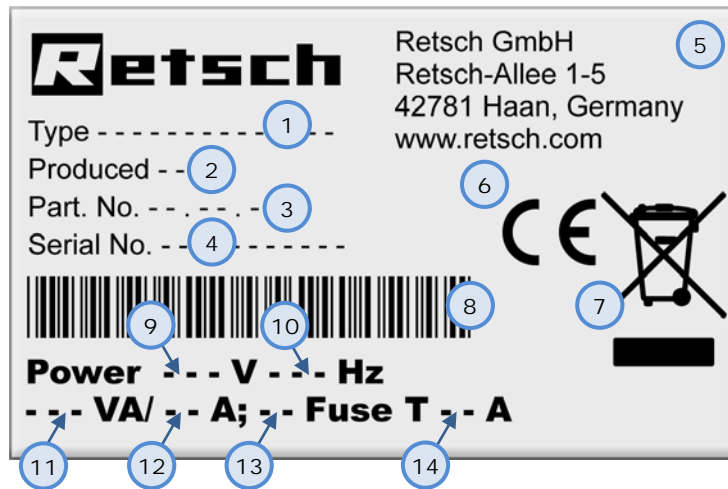 Retsch
Retsch GmbH
Retsch-Allee 1-5
42781 Haan, Germany
www.retsch.com
5
Type - - - - - - - - - - - - - - - 1
Produced - - 2
Part. No. - - . - - . - 3
Serial No. - - 4 - - - - - - - -
6
CE
7
8
9
10
Power - - - V - - - Hz
- - - VA/ - - A; - - Fuse T - - A
11
12
13
14